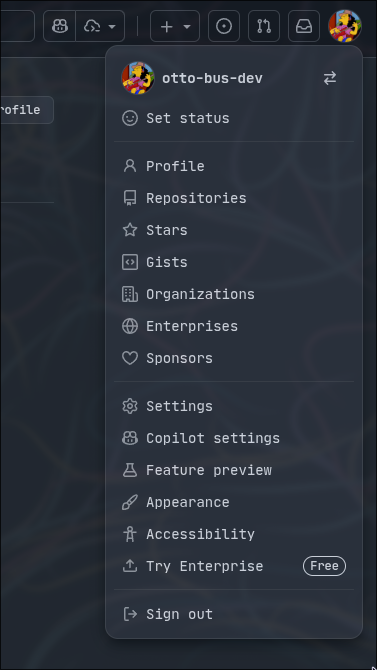 rofile
otto-bus-dev
Set status
Profile
Repositories
Stars
Gists
Organizations
Enterprises
Sponsors
Settings
Copilot settings
Feature preview
Appearance
Accessibility
Try Enterprise Free
Sign out